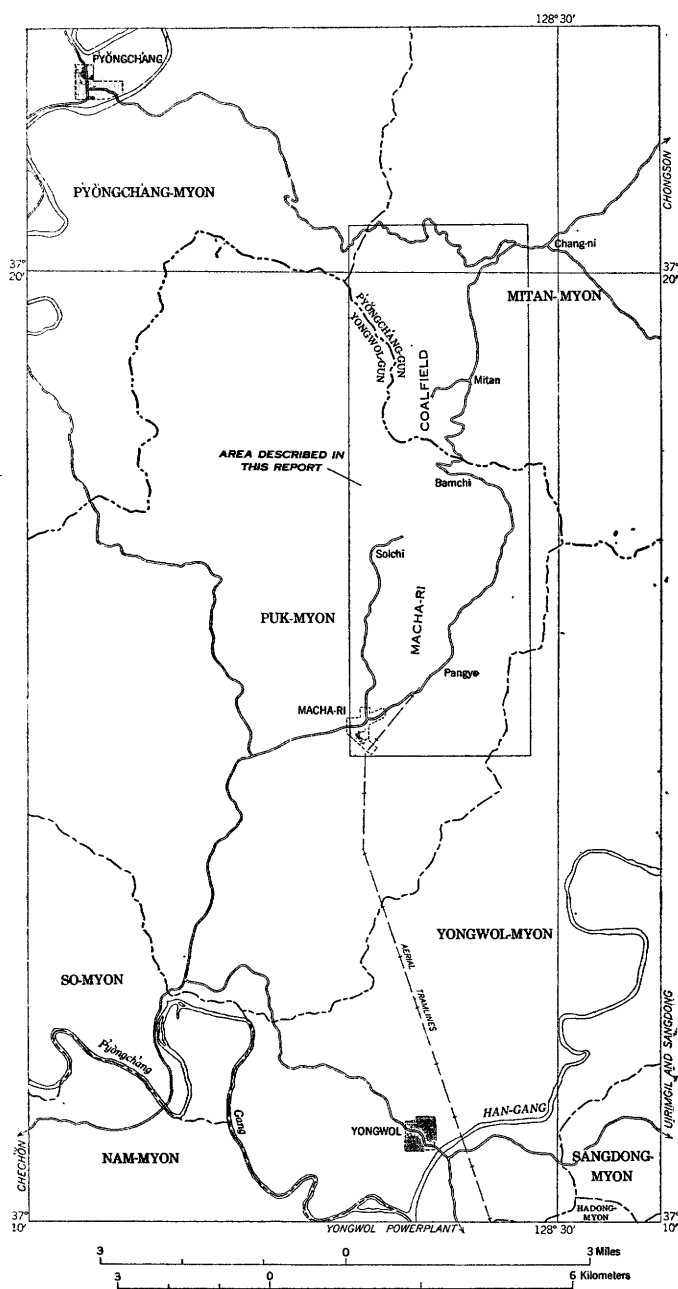 128° 30'
PYŎNGCHANG
CHONGSON
PYŎNGCHANG-MYON
Chang-ni
37°
20'
37°
20'
MITAN-MYON
PYŎNGCHANG-GUN
YONGWOL-GUN
COALFIELD
Mitan
AREA DESCRIBED IN
THIS REPORT
Bamchi
Solchi
PUK-MYON
MACHA-RI
Pangyo
MACHA-RI
YONGWOL-MYON
AERIAL
TRAMLINES
SO-MYON
UJIRIMGIL AND SANGDONG
Pyŏngchang
Gang
HAN-GANG
YONGWOL
CHECHŎN
NAM-MYON
SANGDONG-
MYON
HADONG-
MYON
37°
10'
YONGWOL POWERPLANT
128° 30'
37°
10'
3 0 3 Miles
3 0 6 Kilometers